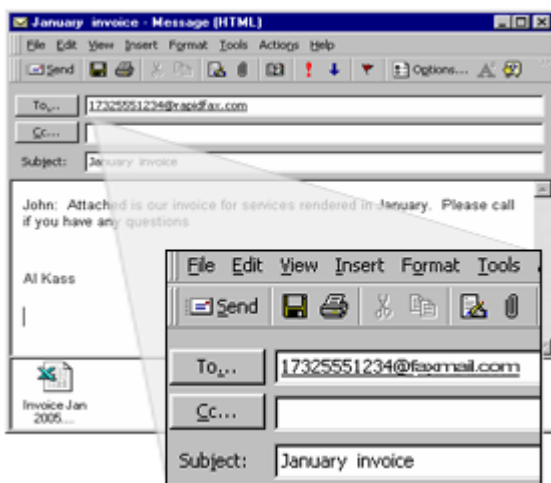 January invoice - Message (HTML)
File Edit View Insert Format Tools Actions Help
Send Options...
To... 17325551234@rapidfax.com
Cc...
Subject: January invoice
John: Attached is our invoice for services rendered in January. Please call
if you have any questions
Al Kass
Invoice Jan
2005....
File Edit View Insert Format Tools
Send
To... 17325551234@faxmail.com
Cc...
Subject: January invoice